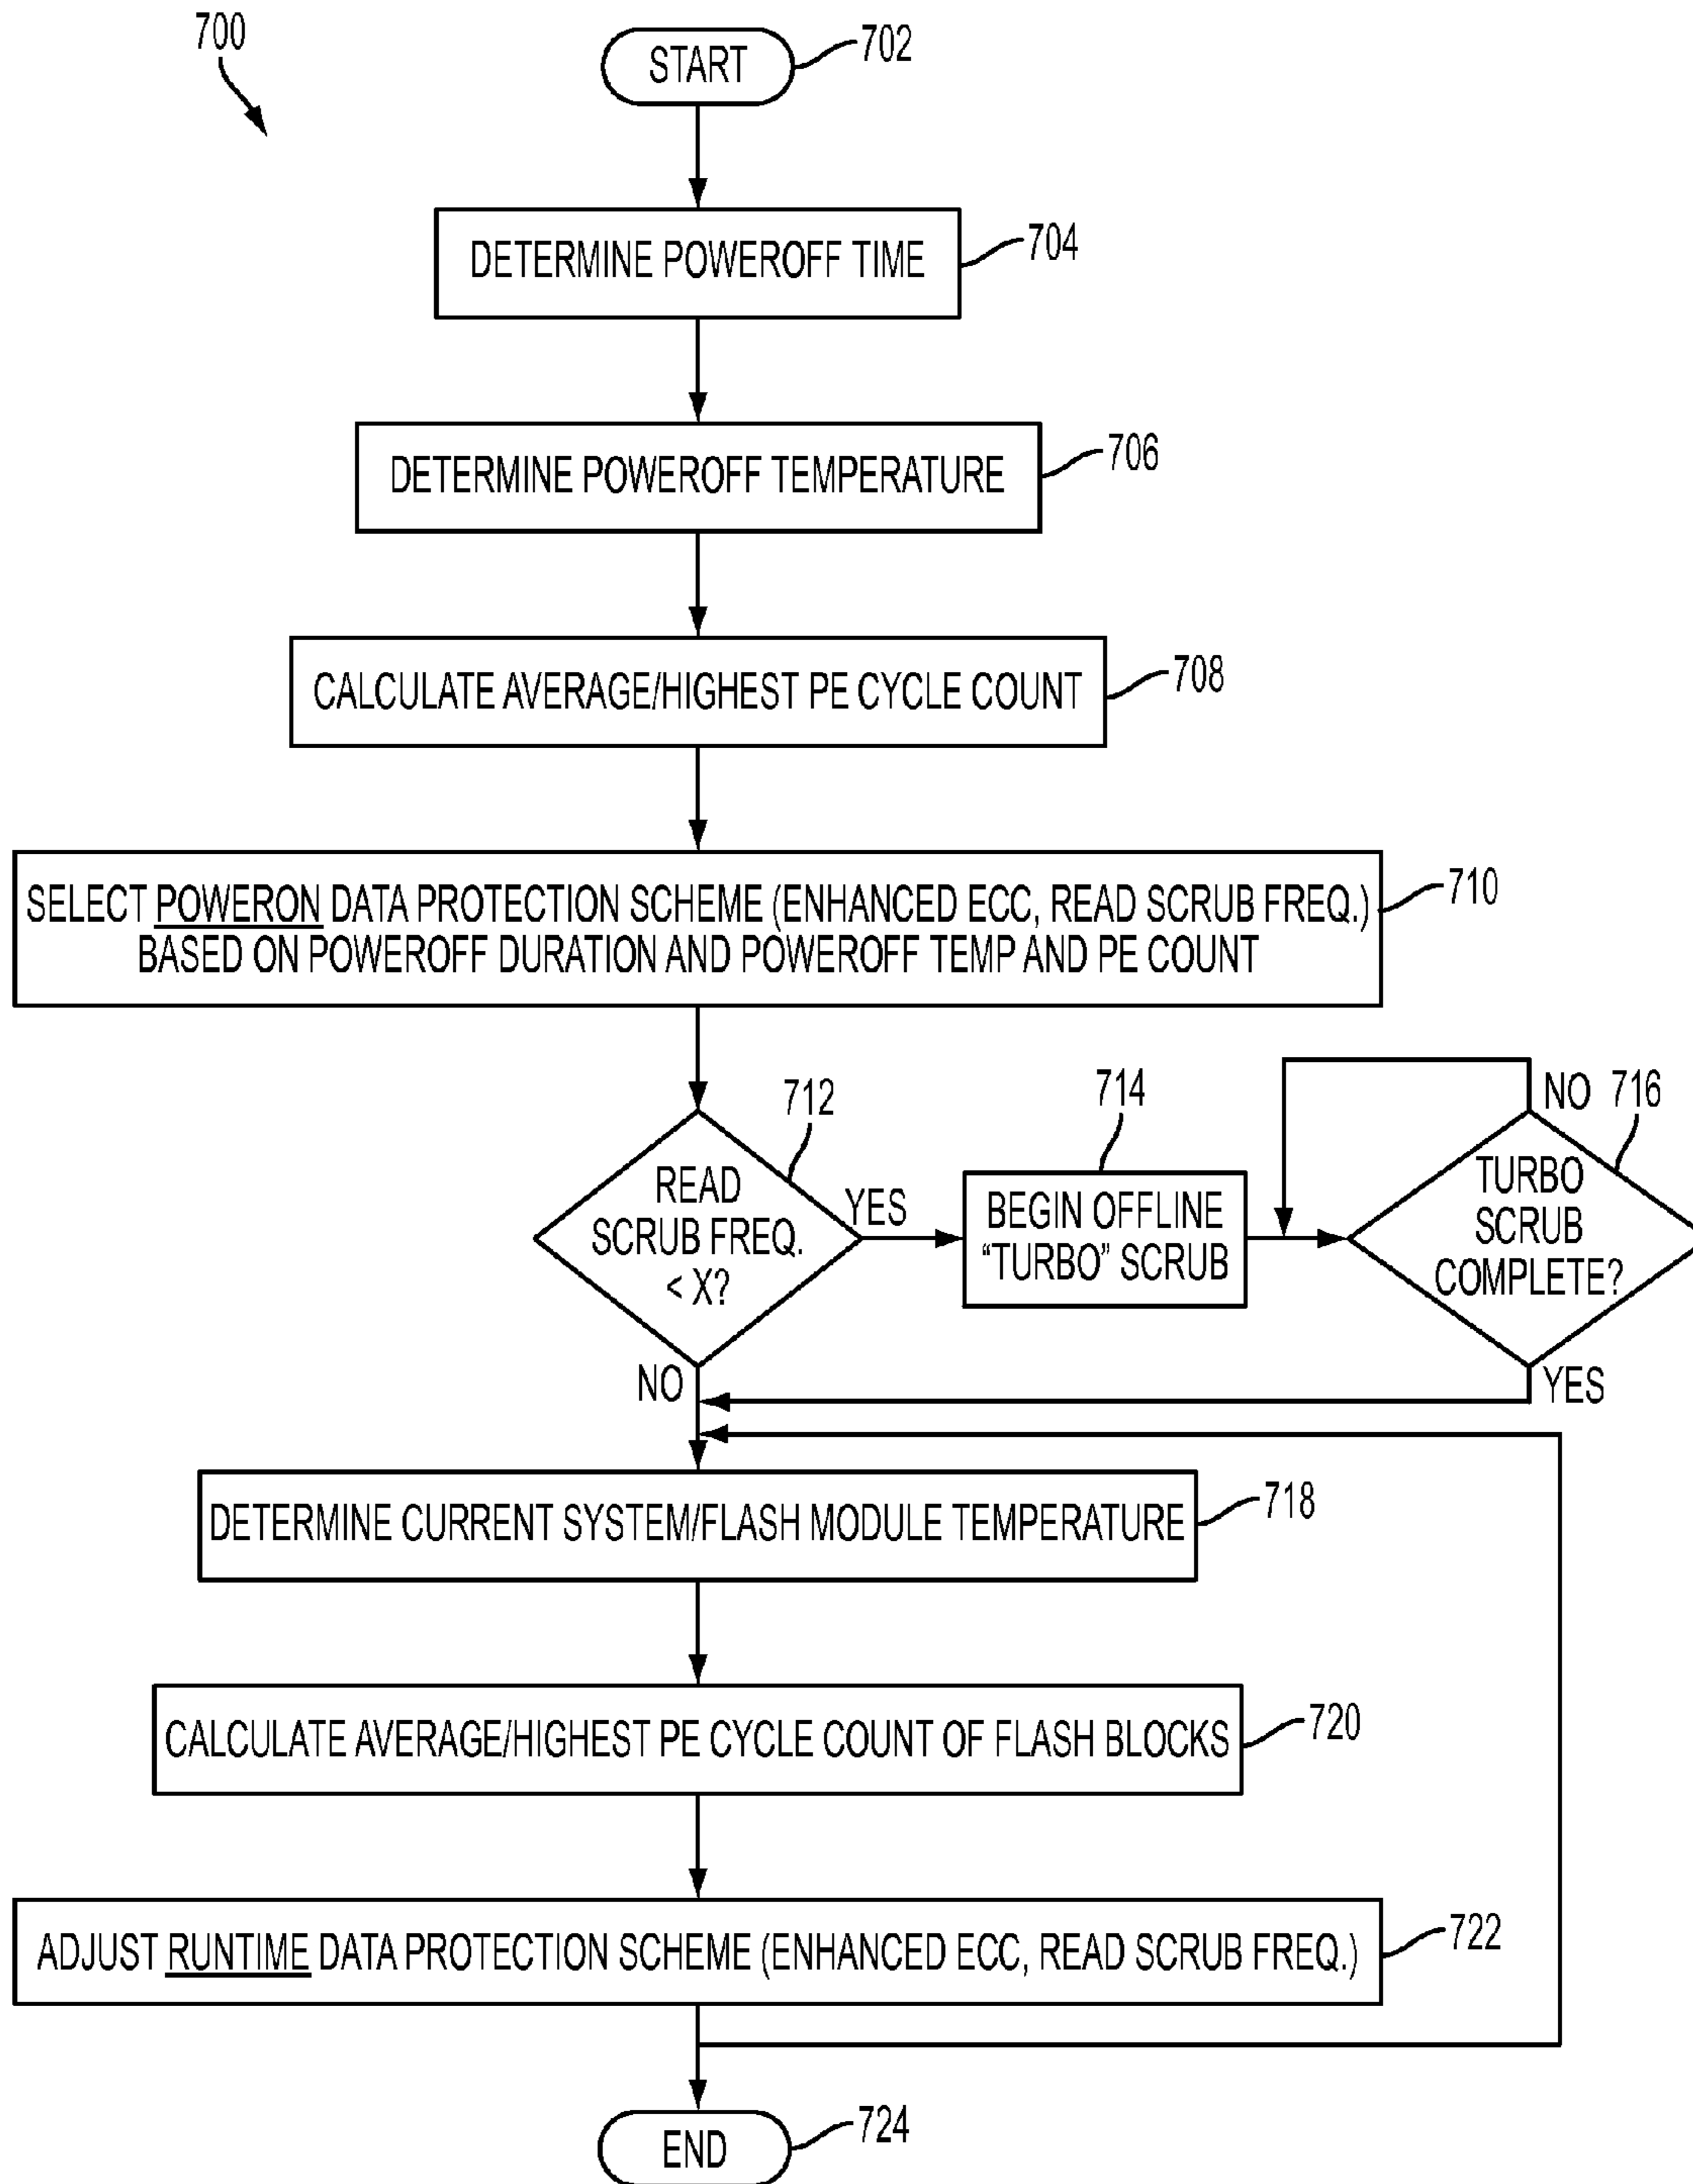 700
START
702
DETERMINE POWEROFF TIME
704
DETERMINE POWEROFF TEMPERATURE
706
CALCULATE AVERAGE/HIGHEST PE CYCLE COUNT
708
SELECT POWERON DATA PROTECTION SCHEME (ENHANCED ECC, READ SCRUB FREQ.)
BASED ON POWEROFF DURATION AND POWEROFF TEMP AND PE COUNT
710
READ
SCRUB FREQ.
< X?
712
YES
NO
BEGIN OFFLINE
“TURBO” SCRUB
714
TURBO
SCRUB
COMPLETE?
716
NO
YES
DETERMINE CURRENT SYSTEM/FLASH MODULE TEMPERATURE
718
CALCULATE AVERAGE/HIGHEST PE CYCLE COUNT OF FLASH BLOCKS
720
ADJUST RUNTIME DATA PROTECTION SCHEME (ENHANCED ECC, READ SCRUB FREQ.)
722
END
724